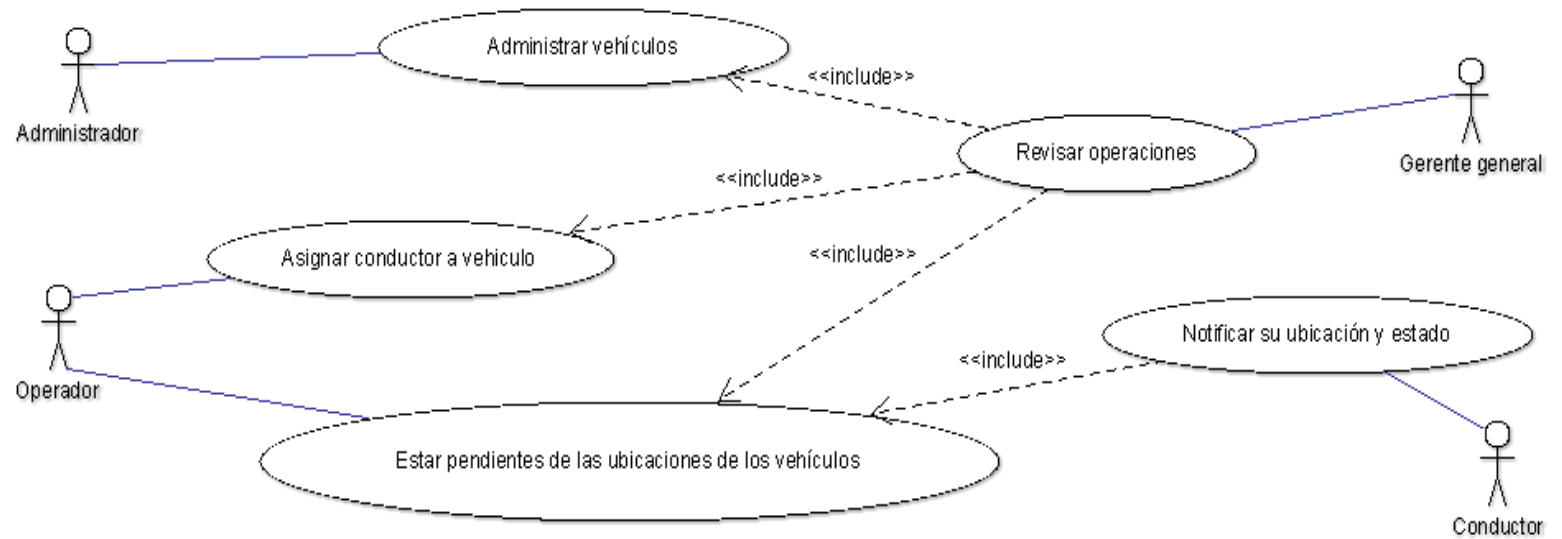 Administrar vehículos
<<include>>
Administrador
Revisar operaciones
Gerente general
<<include>>
Asignar conductor a vehiculo
<<include>>
Notificar su ubicación y estado
<<include>>
Operador
Estar pendientes de las ubicaciones de los vehículos
Conductor